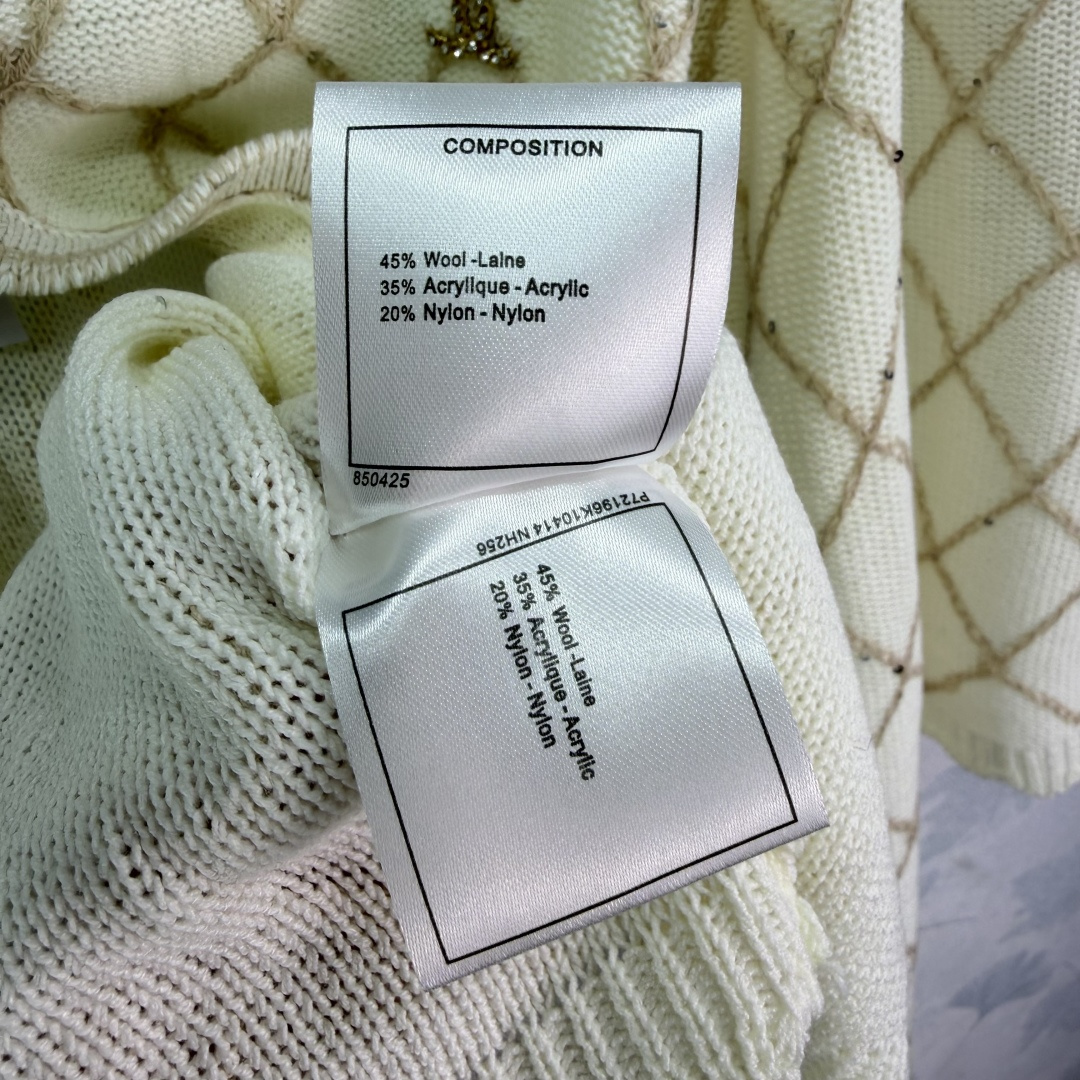 COMPOSITION
45% Wool -Laine
35% Acrylique - Acrylic
20% Nylon - Nylon
850425
P72196K10414 NH256
45% Wool -Laine
35% Acrylique - Acrylic
20% Nylon - Nylon